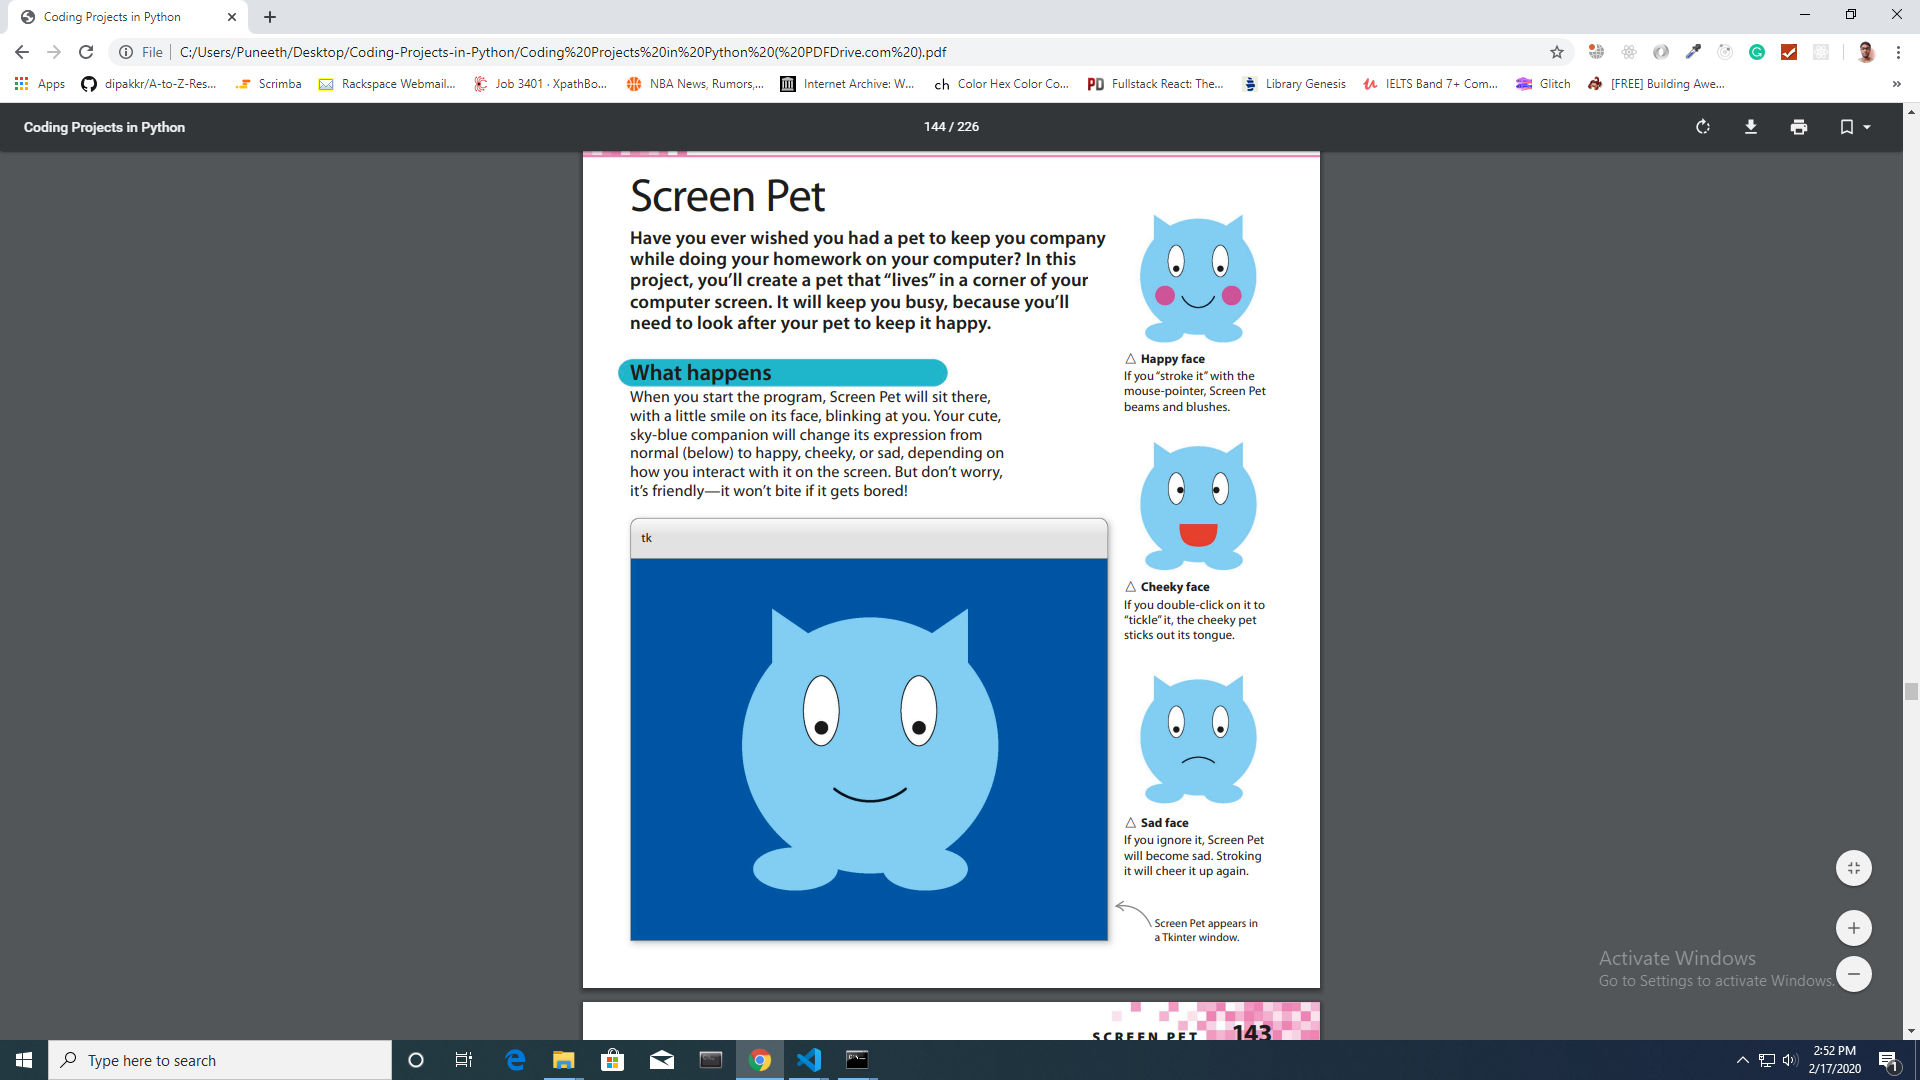 Coding Projects in Python
File
C:/Users/Puneeth/Desktop/Coding-Projects-in-Python/Coding%20Projects%20in%20Python%20(%20PDFDrive.com%20).pdf
Apps
dipakkr/A-to-Z-Res...
Scrimba
Rackspace Webmail...
Job 3401 · XpathBo...
NBA News, Rumors,...
Internet Archive: W...
ch Color Hex Color Co...
PD Fullstack React: The...
Library Genesis
IELTS Band 7+ Com...
Glitch
[FREE] Building Awe...
»
Coding Projects in Python
144 / 226
Screen Pet
Have you ever wished you had a pet to keep you company
while doing your homework on your computer? In this
project, you’ll create a pet that “lives” in a corner of your
computer screen. It will keep you busy, because you’ll
need to look after your pet to keep it happy.
What happens
When you start the program, Screen Pet will sit there,
with a little smile on its face, blinking at you. Your cute,
sky-blue companion will change its expression from
normal (below) to happy, cheeky, or sad, depending on
how you interact with it on the screen. But don’t worry,
it’s friendly—it won’t bite if it gets bored!
tk
△ Happy face
If you “stroke it” with the
mouse-pointer, Screen Pet
beams and blushes.
△ Cheeky face
If you double-click on it to
“tickle” it, the cheeky pet
sticks out its tongue.
△ Sad face
If you ignore it, Screen Pet
will become sad. Stroking
it will cheer it up again.
Screen Pet appears in
a Tkinter window.
Activate Windows
Go to Settings to activate Windows.
SCREEN PET 143
Type here to search
2:52 PM
2/17/2020
1